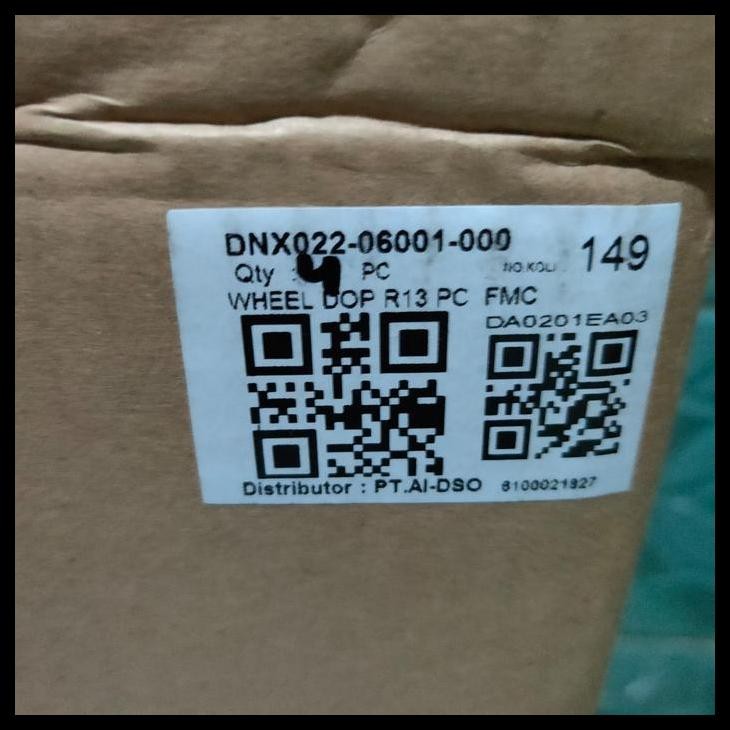 DNX022-06001-000
Qty : 4 PC
NO.KOLI 149
WHEEL DOP R13 PC FMC
DA0201EA03
Distributor : PT.AI-DSO 6100021927